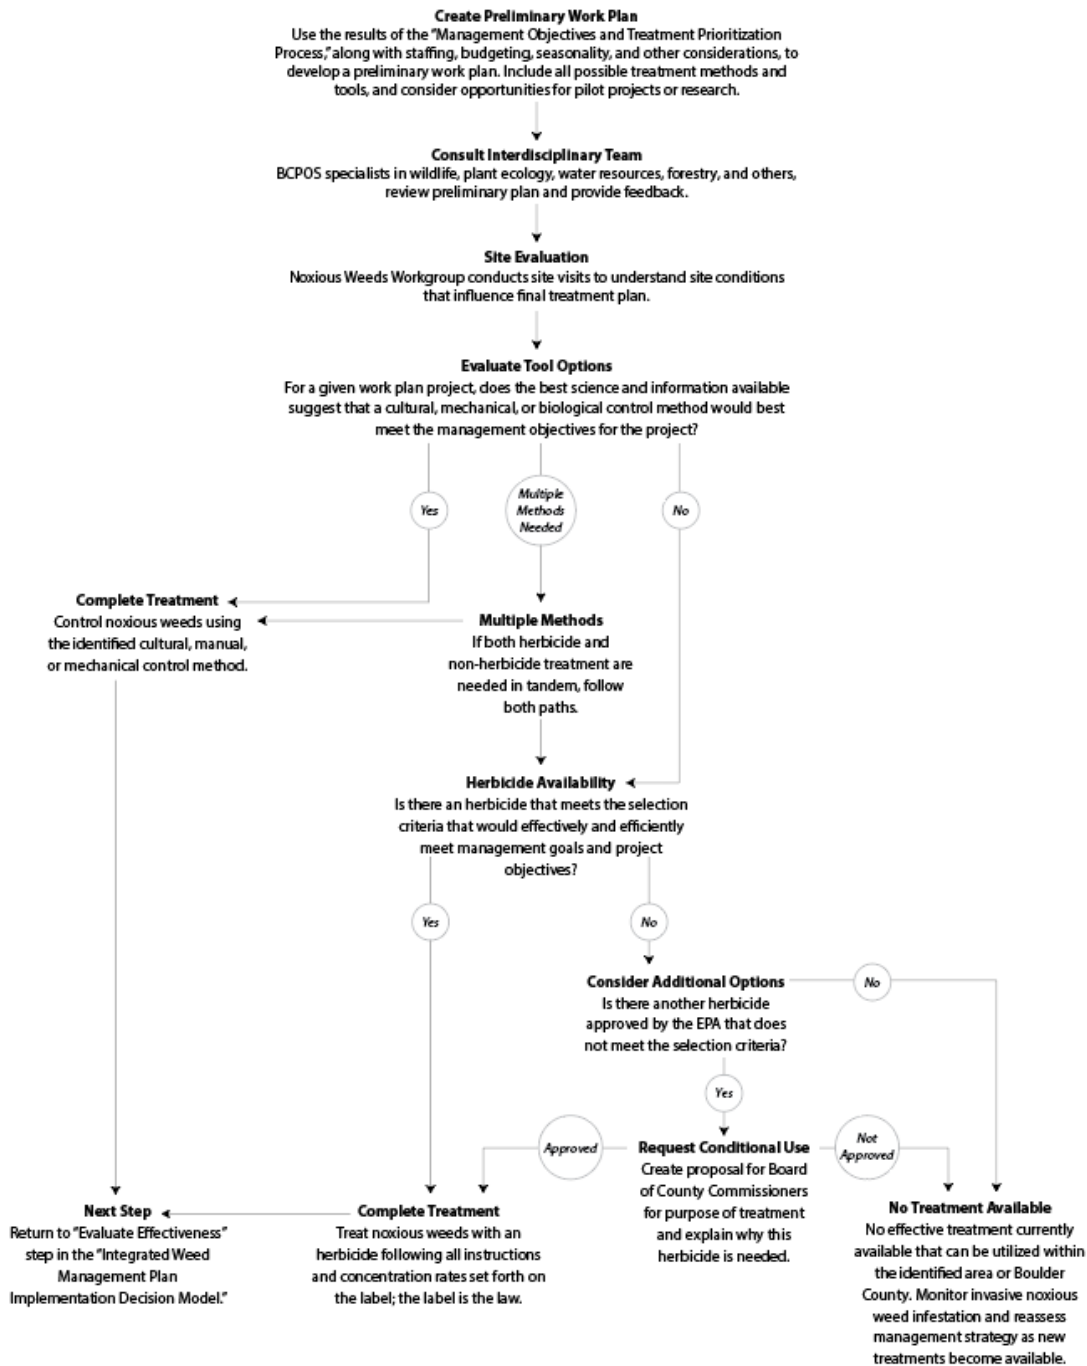 Create Preliminary Work Plan
Use the results of the "Management Objectives and Treatment Prioritization
Process," along with staffing, budgeting, seasonality, and other considerations, to
develop a preliminary work plan. Include all possible treatment methods and
tools, and consider opportunities for pilot projects or research.
Consult Interdisciplinary Team
BCPOS specialists in wildlife, plant ecology, water resources, forestry, and others,
review preliminary plan and provide feedback.
Site Evaluation
Noxious Weeds Workgroup conducts site visits to understand site conditions
that influence final treatment plan.
Evaluate Tool Options
For a given work plan project, does the best science and information available
suggest that a cultural, mechanical, or biological control method would best
meet the management objectives for the project?
Yes
Multiple
Methods
Needed
No
Complete Treatment
Control noxious weeds using
the identified cultural, manual,
or mechanical control method.
Multiple Methods
If both herbicide and
non-herbicide treatment are
needed in tandem, follow
both paths.
Herbicide Availability
Is there an herbicide that meets the selection
criteria that would effectively and efficiently
meet management goals and project
objectives?
Yes
No
Consider Additional Options
Is there another herbicide
approved by the EPA that does
not meet the selection criteria?
No
Yes
Approved
Request Conditional Use
Create proposal for Board
of County Commissioners
for purpose of treatment
and explain why this
herbicide is needed.
Not
Approved
Next Step
Return to "Evaluate Effectiveness"
step in the "Integrated Weed
Management Plan
Implementation Decision Model."
Complete Treatment
Treat noxious weeds with an
herbicide following all instructions
and concentration rates set forth on
the label; the label is the law.
No Treatment Available
No effective treatment currently
available that can be utilized within
the identified area or Boulder
County. Monitor invasive noxious
weed infestation and reassess
management strategy as new
treatments become available.